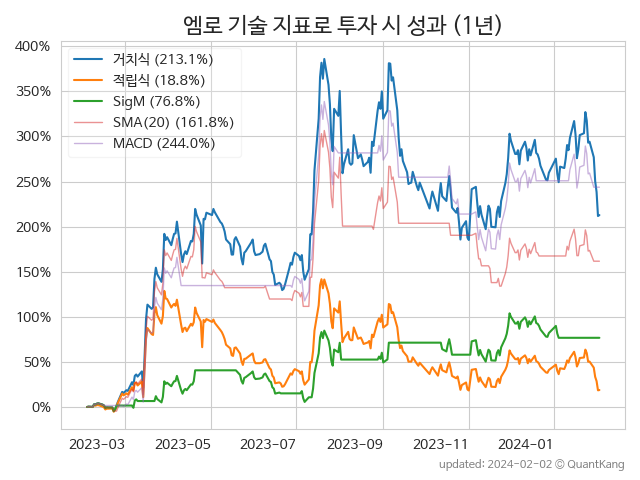 엠로 기술 지표로 투자 시 성과 (1년)
400%
350%
300%
250%
200%
150%
100%
50%
0%
거치식 (213.1%)
적립식 (18.8%)
SigM (76.8%)
SMA(20) (161.8%)
MACD (244.0%)
2023-03 2023-05 2023-07 2023-09 2023-11 2024-01
updated: 2024-02-02 © QuantKang